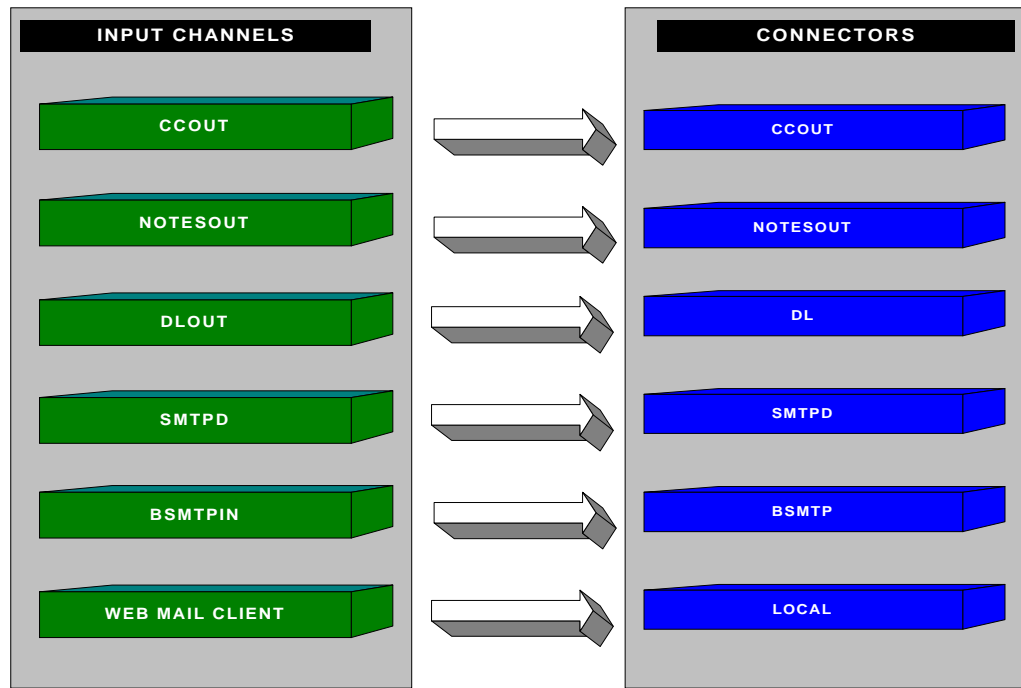 INPUT CHANNELS
CCOUT
NOTESOUT
DLOUT
SMTPD
BSMTPIN
WEB MAIL CLIENT
CONNECTORS
CCOUT
NOTESOUT
DL
SMTPD
BSMTP
LOCAL